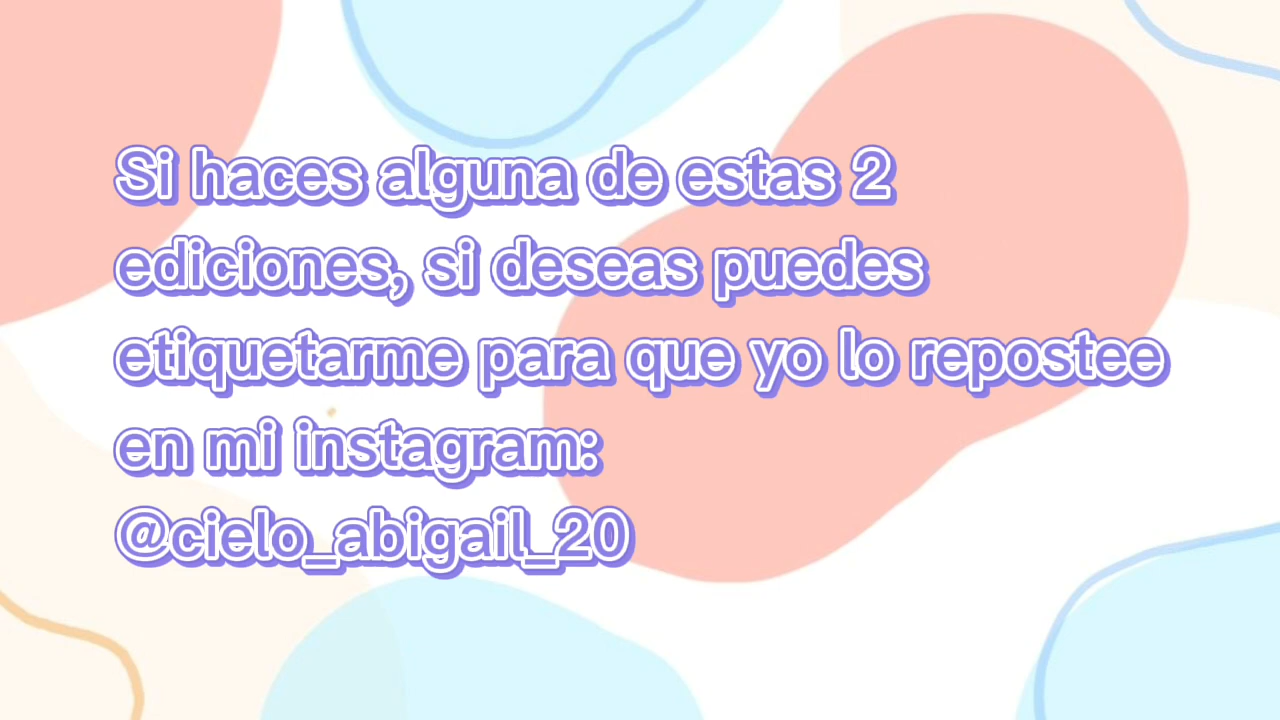 Si haces alguna de estas 2
ediciones, si deseas puedes
etiquetarme para que yo lo repostee
en mi instagram:
@cielo_abigail_20